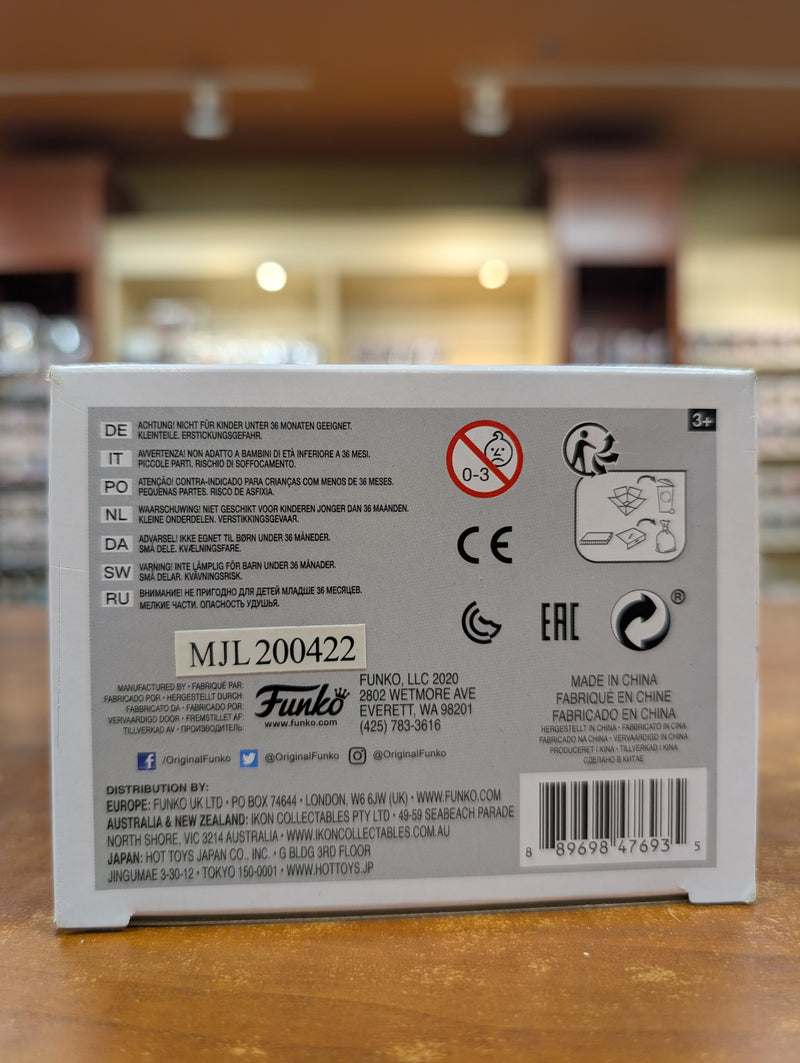 DE ACHTUNG! NICHT FÜR KINDER UNTER 36 MONATEN GEEIGNET.
KLEINTEILE. ERSTICKUNGSGEFAHR.
IT AVVERTENZA! NON ADATTO A BAMBINI DI ETÀ INFERIORE A 36 MESI.
PICCOLE PARTI. RISCHIO DI SOFFOCAMENTO.
PO ATENÇÃO! CONTRA-INDICADO PARA CRIANÇAS COM MENOS DE 36 MESES.
PEQUENAS PARTES. RISCO DE ASFIXIA.
NL WAARSCHUWING! NIET GESCHIKT VOOR KINDEREN JONGER DAN 36 MAANDEN.
KLEINE ONDERDELEN. VERSTIKKINGSGEVAAR.
DA ADVARSEL! IKKE EGNET TIL BØRN UNDER 36 MÅNEDER.
SMÅ DELE. KVÆLNINGSFARE.
SW VARNING! INTE LÄMPLIG FÖR BARN UNDER 36 MÅNADER.
SMÅ DELAR. KVÄVNINGSRISK.
RU ВНИМАНИЕ! НЕ ПРИГОДНО ДЛЯ ДЕТЕЙ МЛАДШЕ 36 МЕСЯЦЕВ.
МЕЛКИЕ ЧАСТИ. ОПАСНОСТЬ УДУШЬЯ.
0-3
3+
CE
EAC
®
MJL 200422
MANUFACTURED BY • FABRIQUÉ PAR:
FABRICADO POR • HERGESTELLT DURCH:
FABBRICATO DA • FABRICADO POR:
VERVAARDIGD DOOR • FREMSTILLET AF:
TILLVERKAD AV • ПРОИЗВОДИТЕЛЬ:
Funko
www.funko.com
FUNKO, LLC 2020
2802 WETMORE AVE
EVERETT, WA 98201
(425) 783-3616
MADE IN CHINA
FABRIQUÉ EN CHINE
FABRICADO EN CHINA
HERGESTELLT IN CHINA • FABBRICATO IN CINA
FABRICADO NA CHINA • VERVAARDIGD IN CHINA
PRODUCERET I KINA • TILLVERKAD I KINA
СДЕЛАНО В КИТАЕ
/OriginalFunko @OriginalFunko @OriginalFunko
DISTRIBUTION BY:
EUROPE: FUNKO UK LTD • PO BOX 74644 • LONDON, W6 6JW (UK) • WWW.FUNKO.COM
AUSTRALIA & NEW ZEALAND: IKON COLLECTABLES PTY LTD • 49-59 SEABEACH PARADE
NORTH SHORE, VIC 3214 AUSTRALIA • WWW.IKONCOLLECTABLES.COM.AU
JAPAN: HOT TOYS JAPAN CO., INC. • G BLDG 3RD FLOOR
JINGUMAE 3-30-12 • TOKYO 150-0001 • WWW.HOTTOYS.JP
8 89698 47693 5